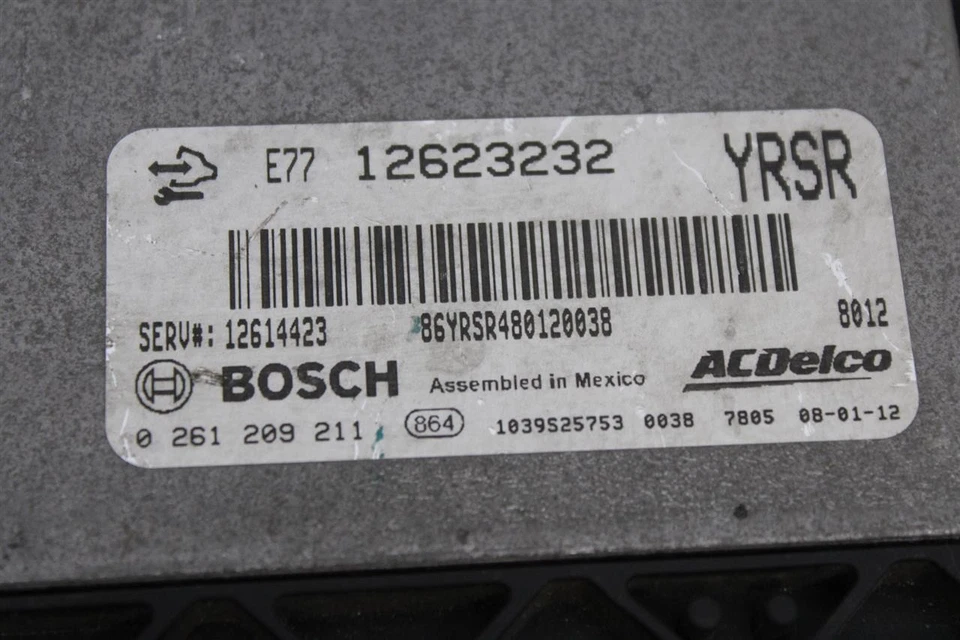 E77 12623232 YRSR
SERV#: 12614423 86YRSR480120038 8012
BOSCH Assembled in Mexico ACDelco
0 261 209 211 864 1039S25753 0038 7805 08-01-12